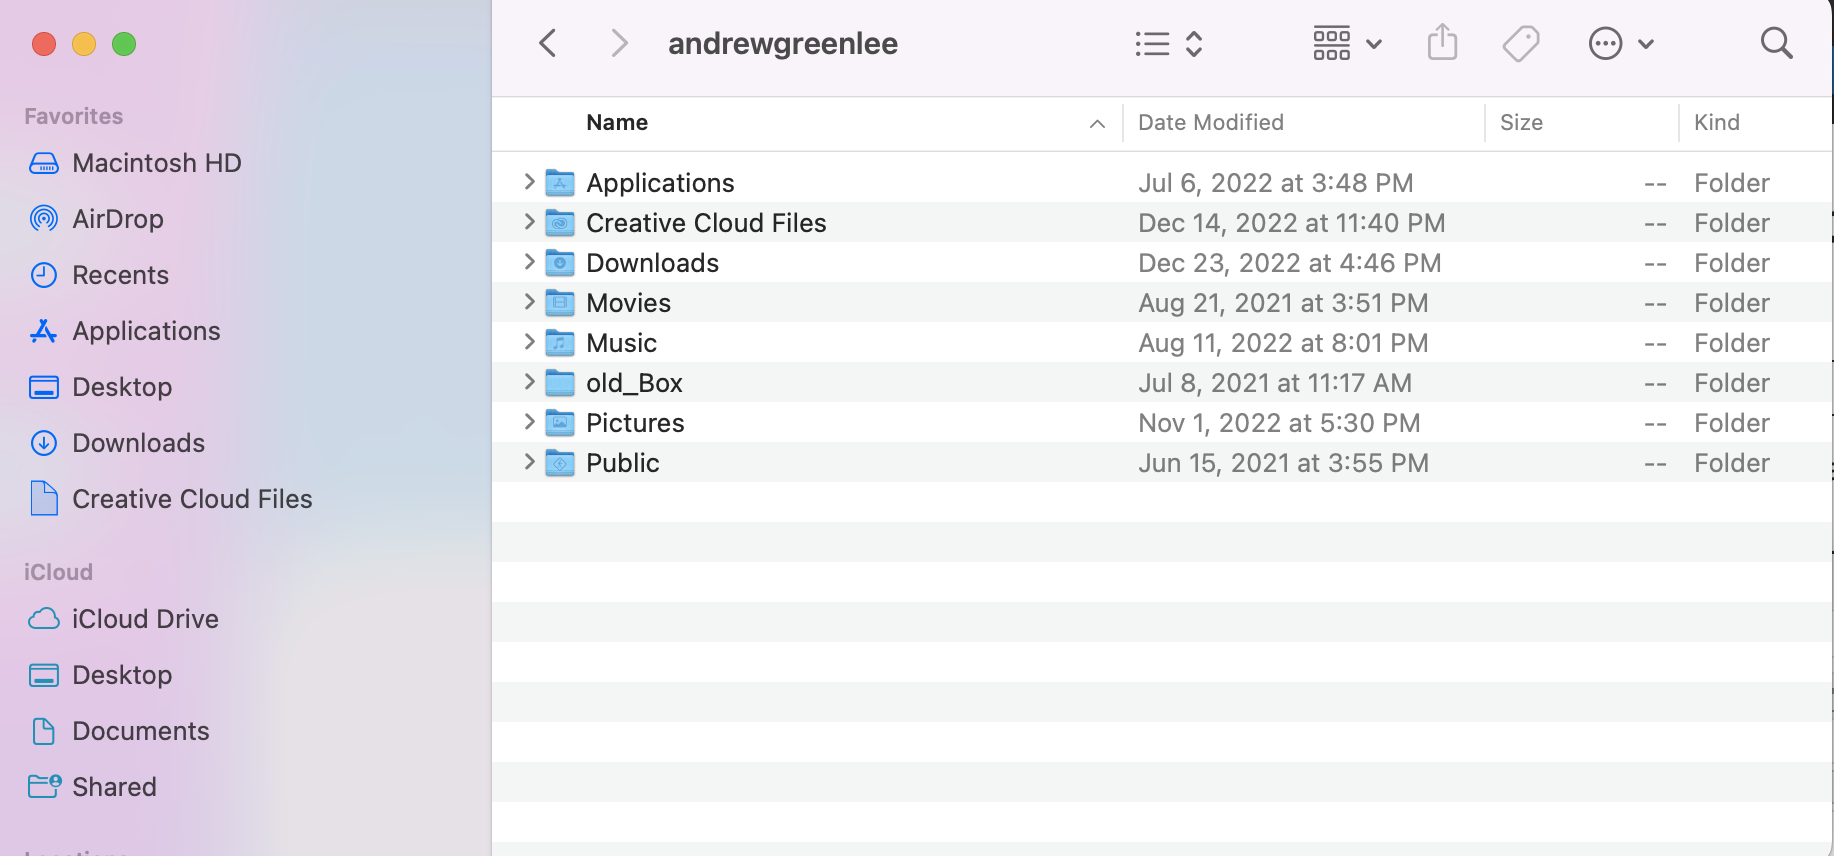 andrewgreenlee
Favorites
Macintosh HD
AirDrop
Recents
Applications
Desktop
Downloads
Creative Cloud Files
iCloud
iCloud Drive
Desktop
Documents
Shared
Name Date Modified Size Kind
Applications Jul 6, 2022 at 3:48 PM -- Folder
Creative Cloud Files Dec 14, 2022 at 11:40 PM -- Folder
Downloads Dec 23, 2022 at 4:46 PM -- Folder
Movies Aug 21, 2021 at 3:51 PM -- Folder
Music Aug 11, 2022 at 8:01 PM -- Folder
old_Box Jul 8, 2021 at 11:17 AM -- Folder
Pictures Nov 1, 2022 at 5:30 PM -- Folder
Public Jun 15, 2021 at 3:55 PM -- Folder